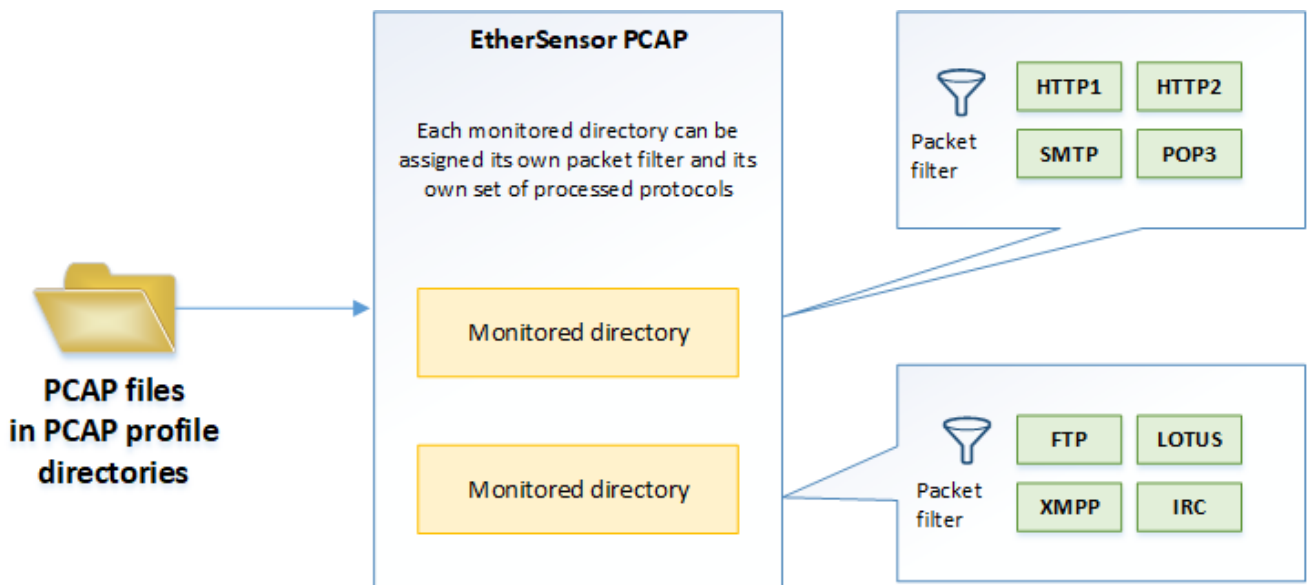 EtherSensor PCAP
Each monitored directory can be
assigned its own packet filter and its
own set of processed protocols
Monitored directory
Monitored directory
PCAP files
in PCAP profile
directories
Packet
filter
HTTP1
HTTP2
SMTP
POP3
Packet
filter
FTP
LOTUS
XMPP
IRC